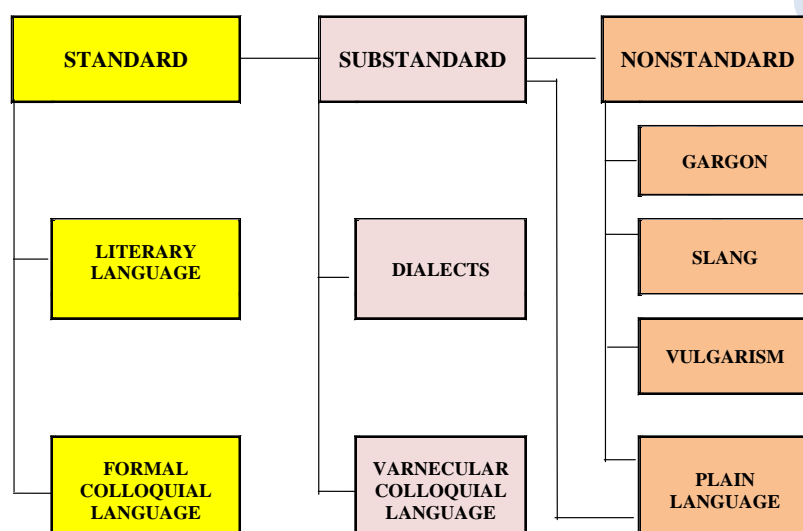 STANDARD
SUBSTANDARD
NONSTANDARD
GARGON
LITERARY
LANGUAGE
DIALECTS
SLANG
VULGARISM
FORMAL
COLLOQUIAL
LANGUAGE
VARNECULAR
COLLOQUIAL
LANGUAGE
PLAIN
LANGUAGE